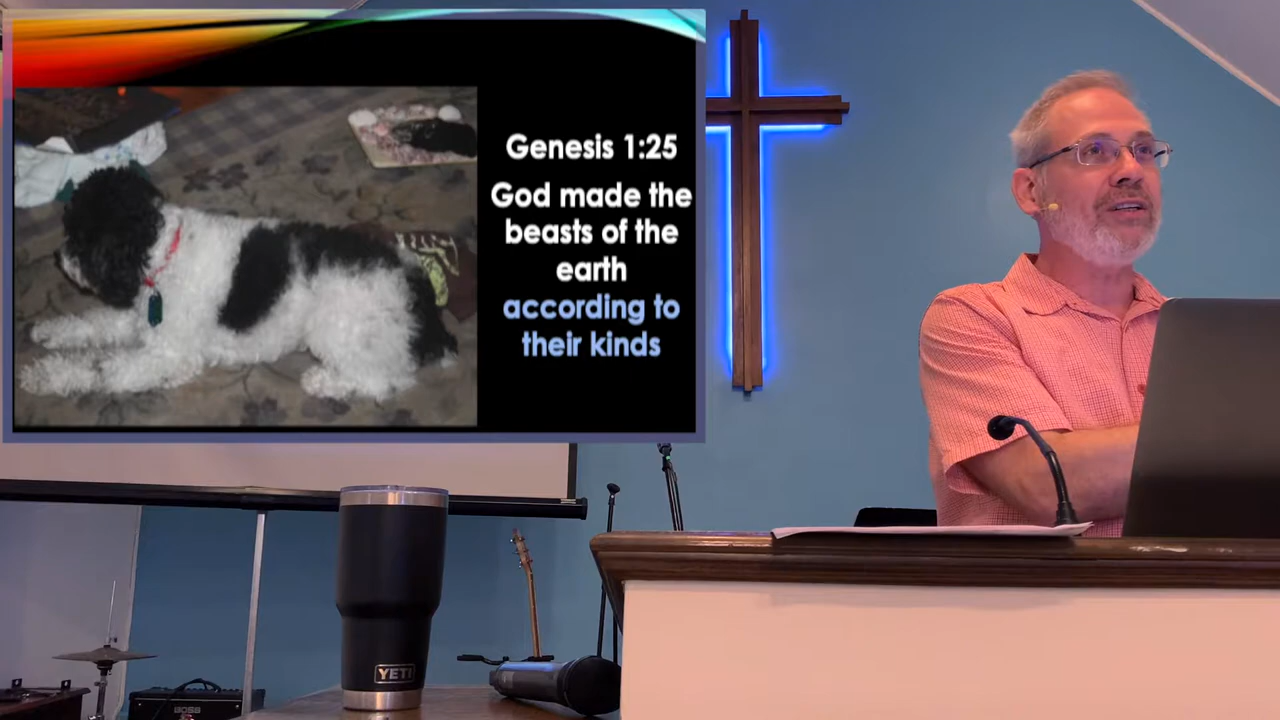 Genesis 1:25
God made the
beasts of the
earth
according to
their kinds
YETI
BOSS